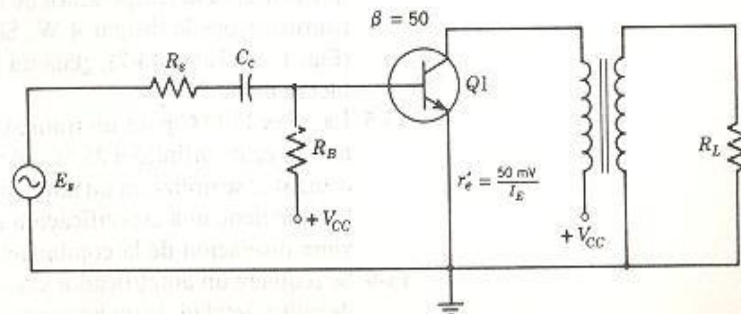 β = 50
R_s
C_c
Q1
R_B
R_L
E_s
r'_e = 50 mV / I_E
+V_CC
+V_CC